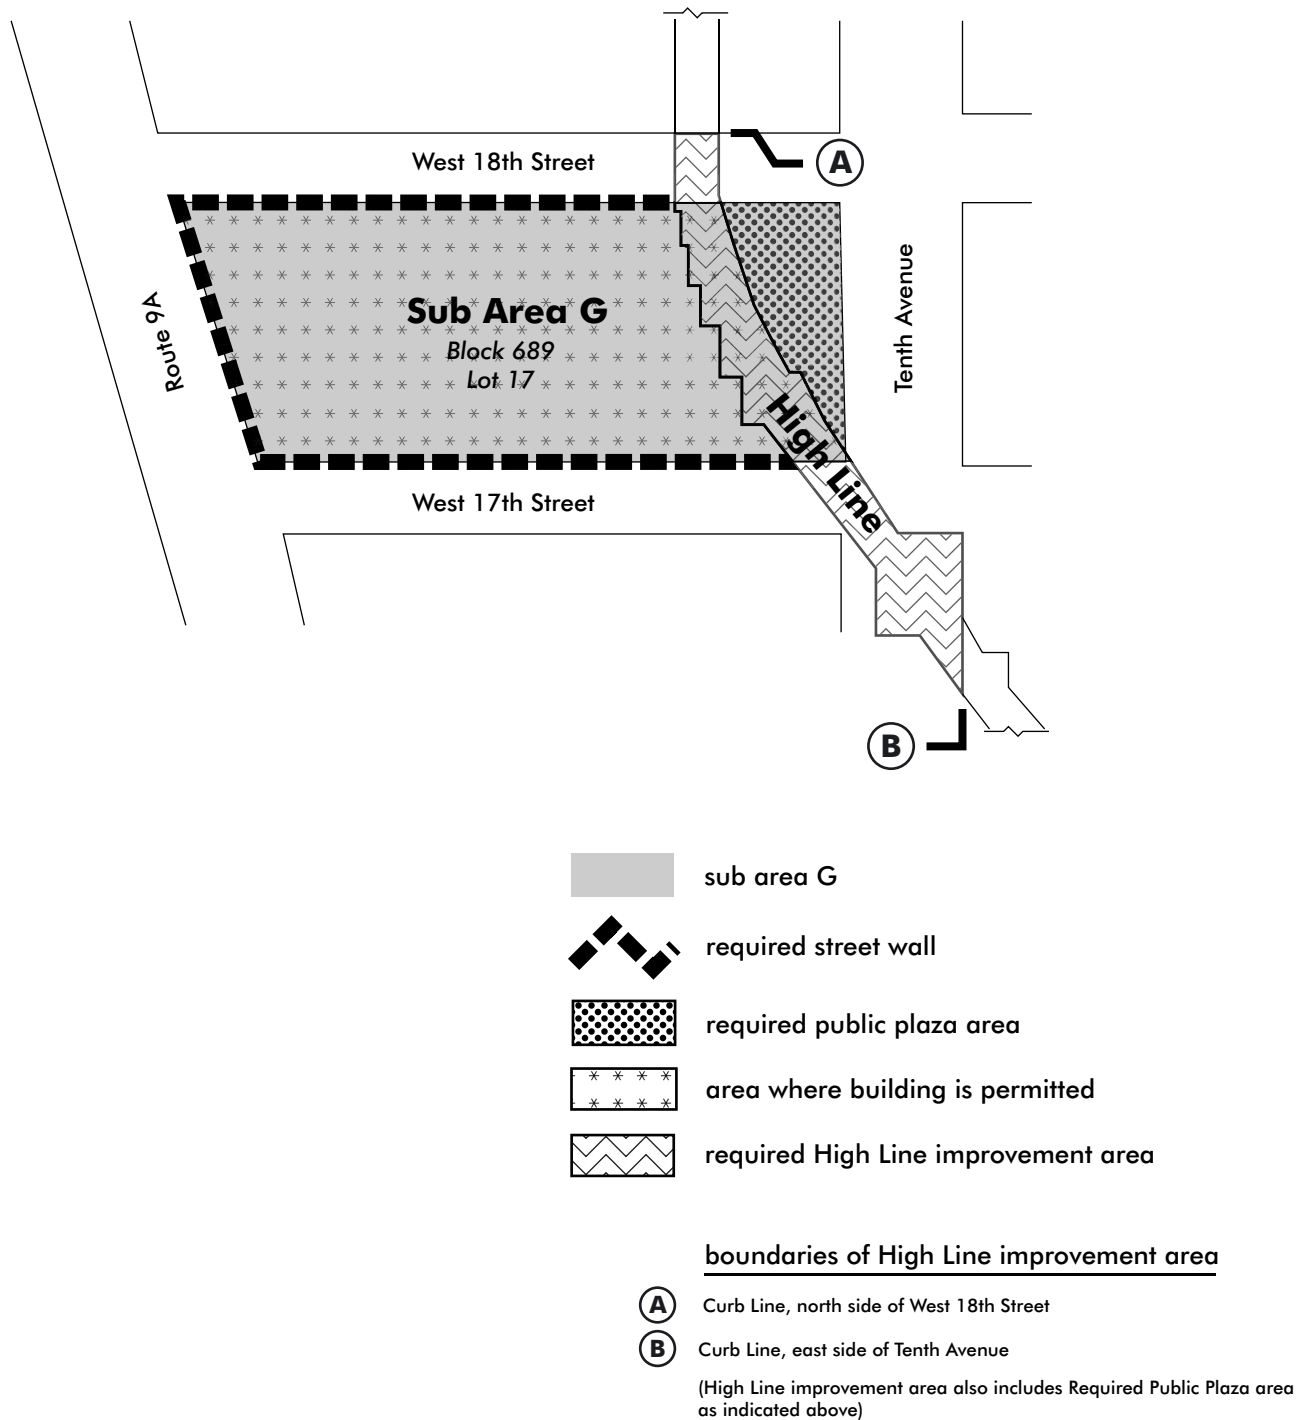 West 18th Street
A
Route 9A
Sub Area G
Block 689
Lot 17
Tenth Avenue
High Line
West 17th Street
B
sub area G
required street wall
required public plaza area
area where building is permitted
required High Line improvement area
boundaries of High Line improvement area
A Curb Line, north side of West 18th Street
B Curb Line, east side of Tenth Avenue
(High Line improvement area also includes Required Public Plaza area
as indicated above)